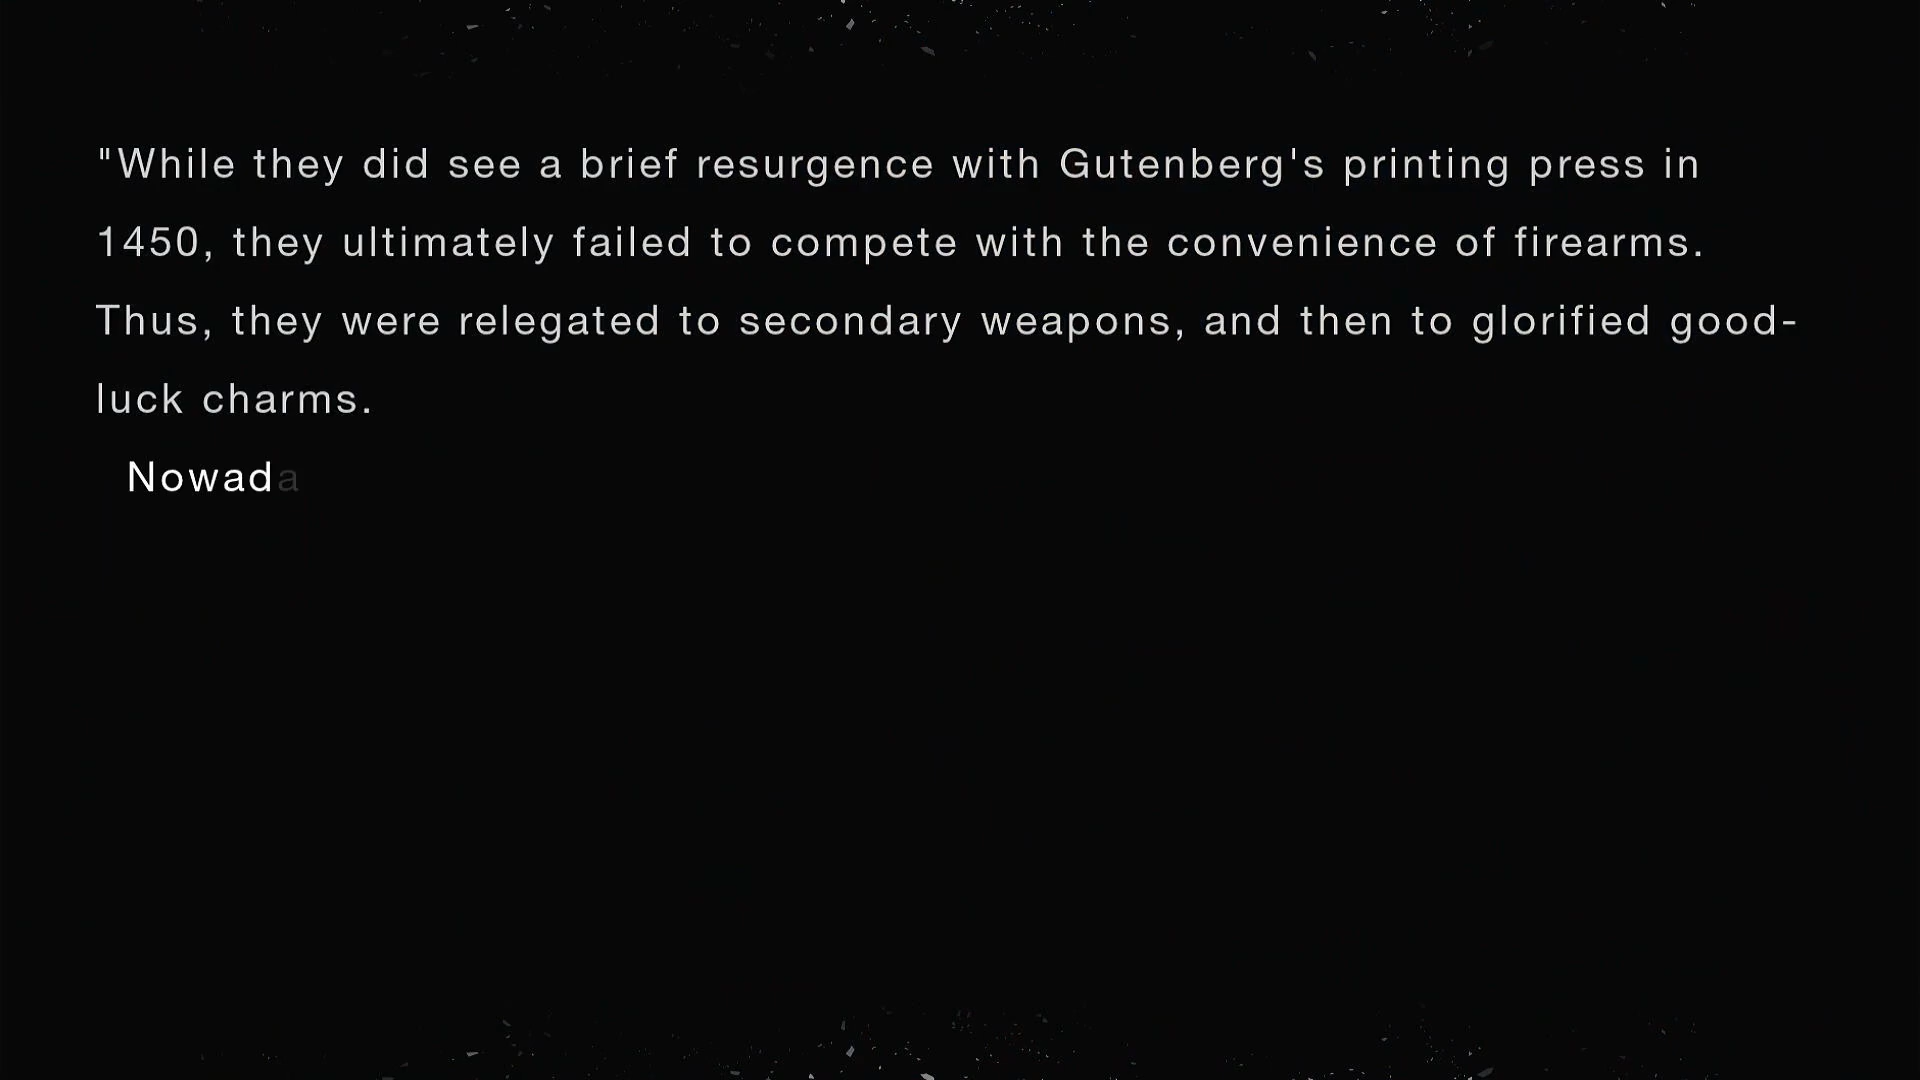 "While they did see a brief resurgence with Gutenberg's printing press in
1450, they ultimately failed to compete with the convenience of firearms.
Thus, they were relegated to secondary weapons, and then to glorified good-
luck charms.
Nowada